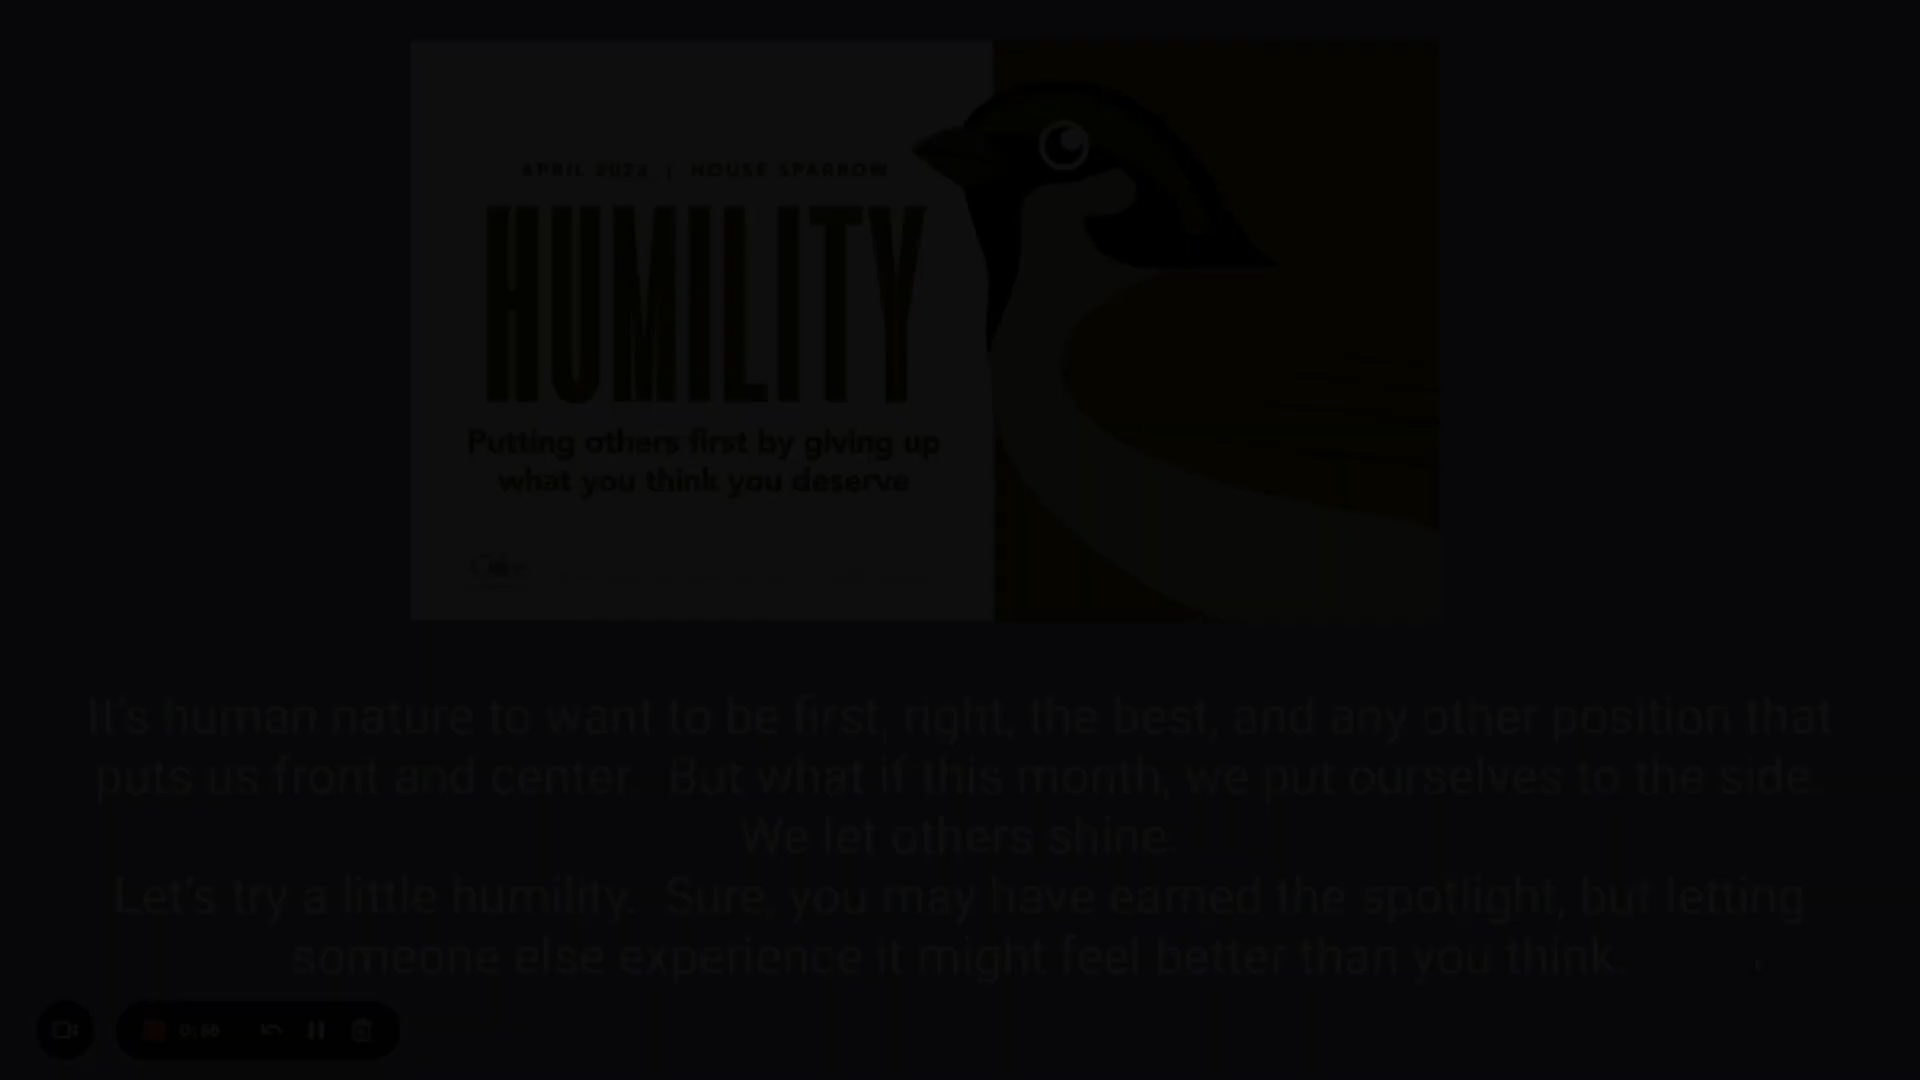 APRIL 2024 | HOUSE SPARROW
HUMILITY
Putting others first by giving up
what you think you deserve
It's human nature to want to be first, right, the best, and any other position that
puts us front and center. But what if this month, we put ourselves to the side.
We let others shine.
Let's try a little humility. Sure, you may have earned the spotlight, but letting
someone else experience it might feel better than you think.